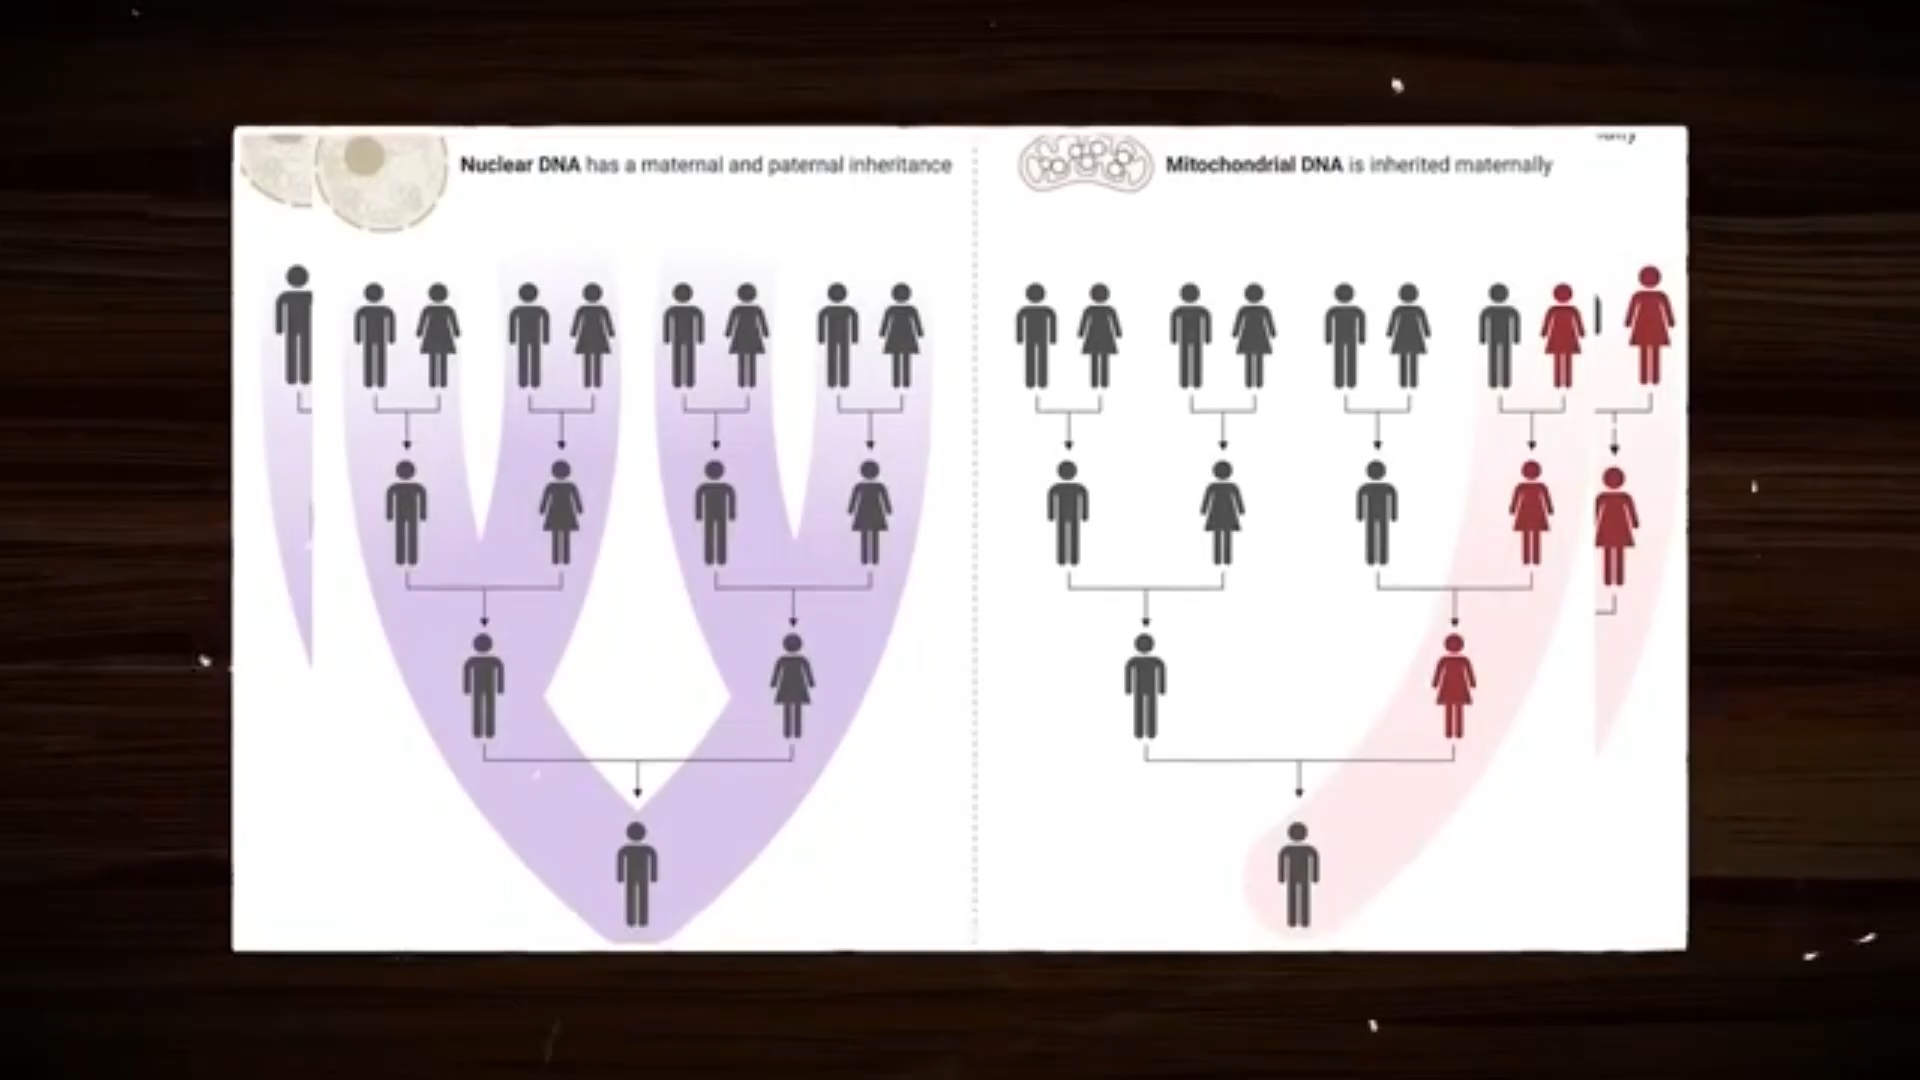 Nuclear DNA has a maternal and paternal inheritance
Mitochondrial DNA is inherited maternally